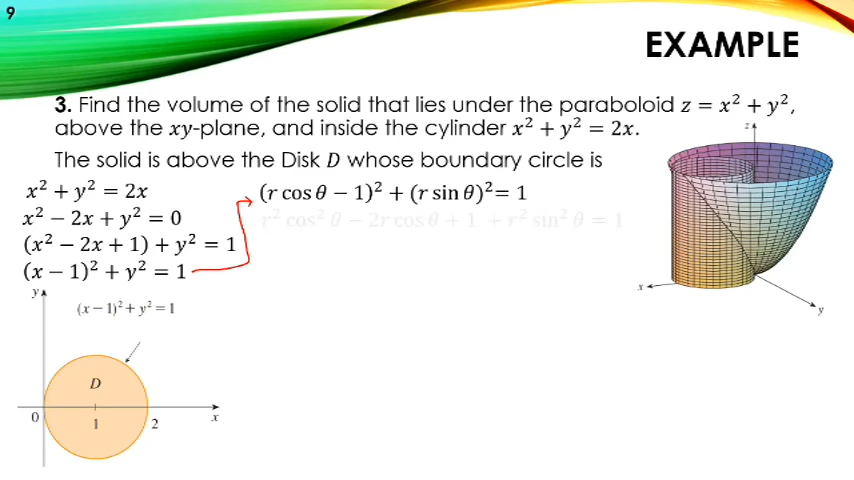 9
EXAMPLE
3. Find the volume of the solid that lies under the paraboloid z = x² + y²,
above the xy-plane, and inside the cylinder x² + y² = 2x.
The solid is above the Disk D whose boundary circle is
x² + y² = 2x
x² − 2x + y² = 0
(x² − 2x + 1) + y² = 1
(x − 1)² + y² = 1
(r cos θ − 1)² + (r sin θ)² = 1
r² cos² θ − 2r cos θ + 1 + r² sin² θ = 1
z
x
y
y
(x − 1)² + y² = 1
D
0
1
2
x